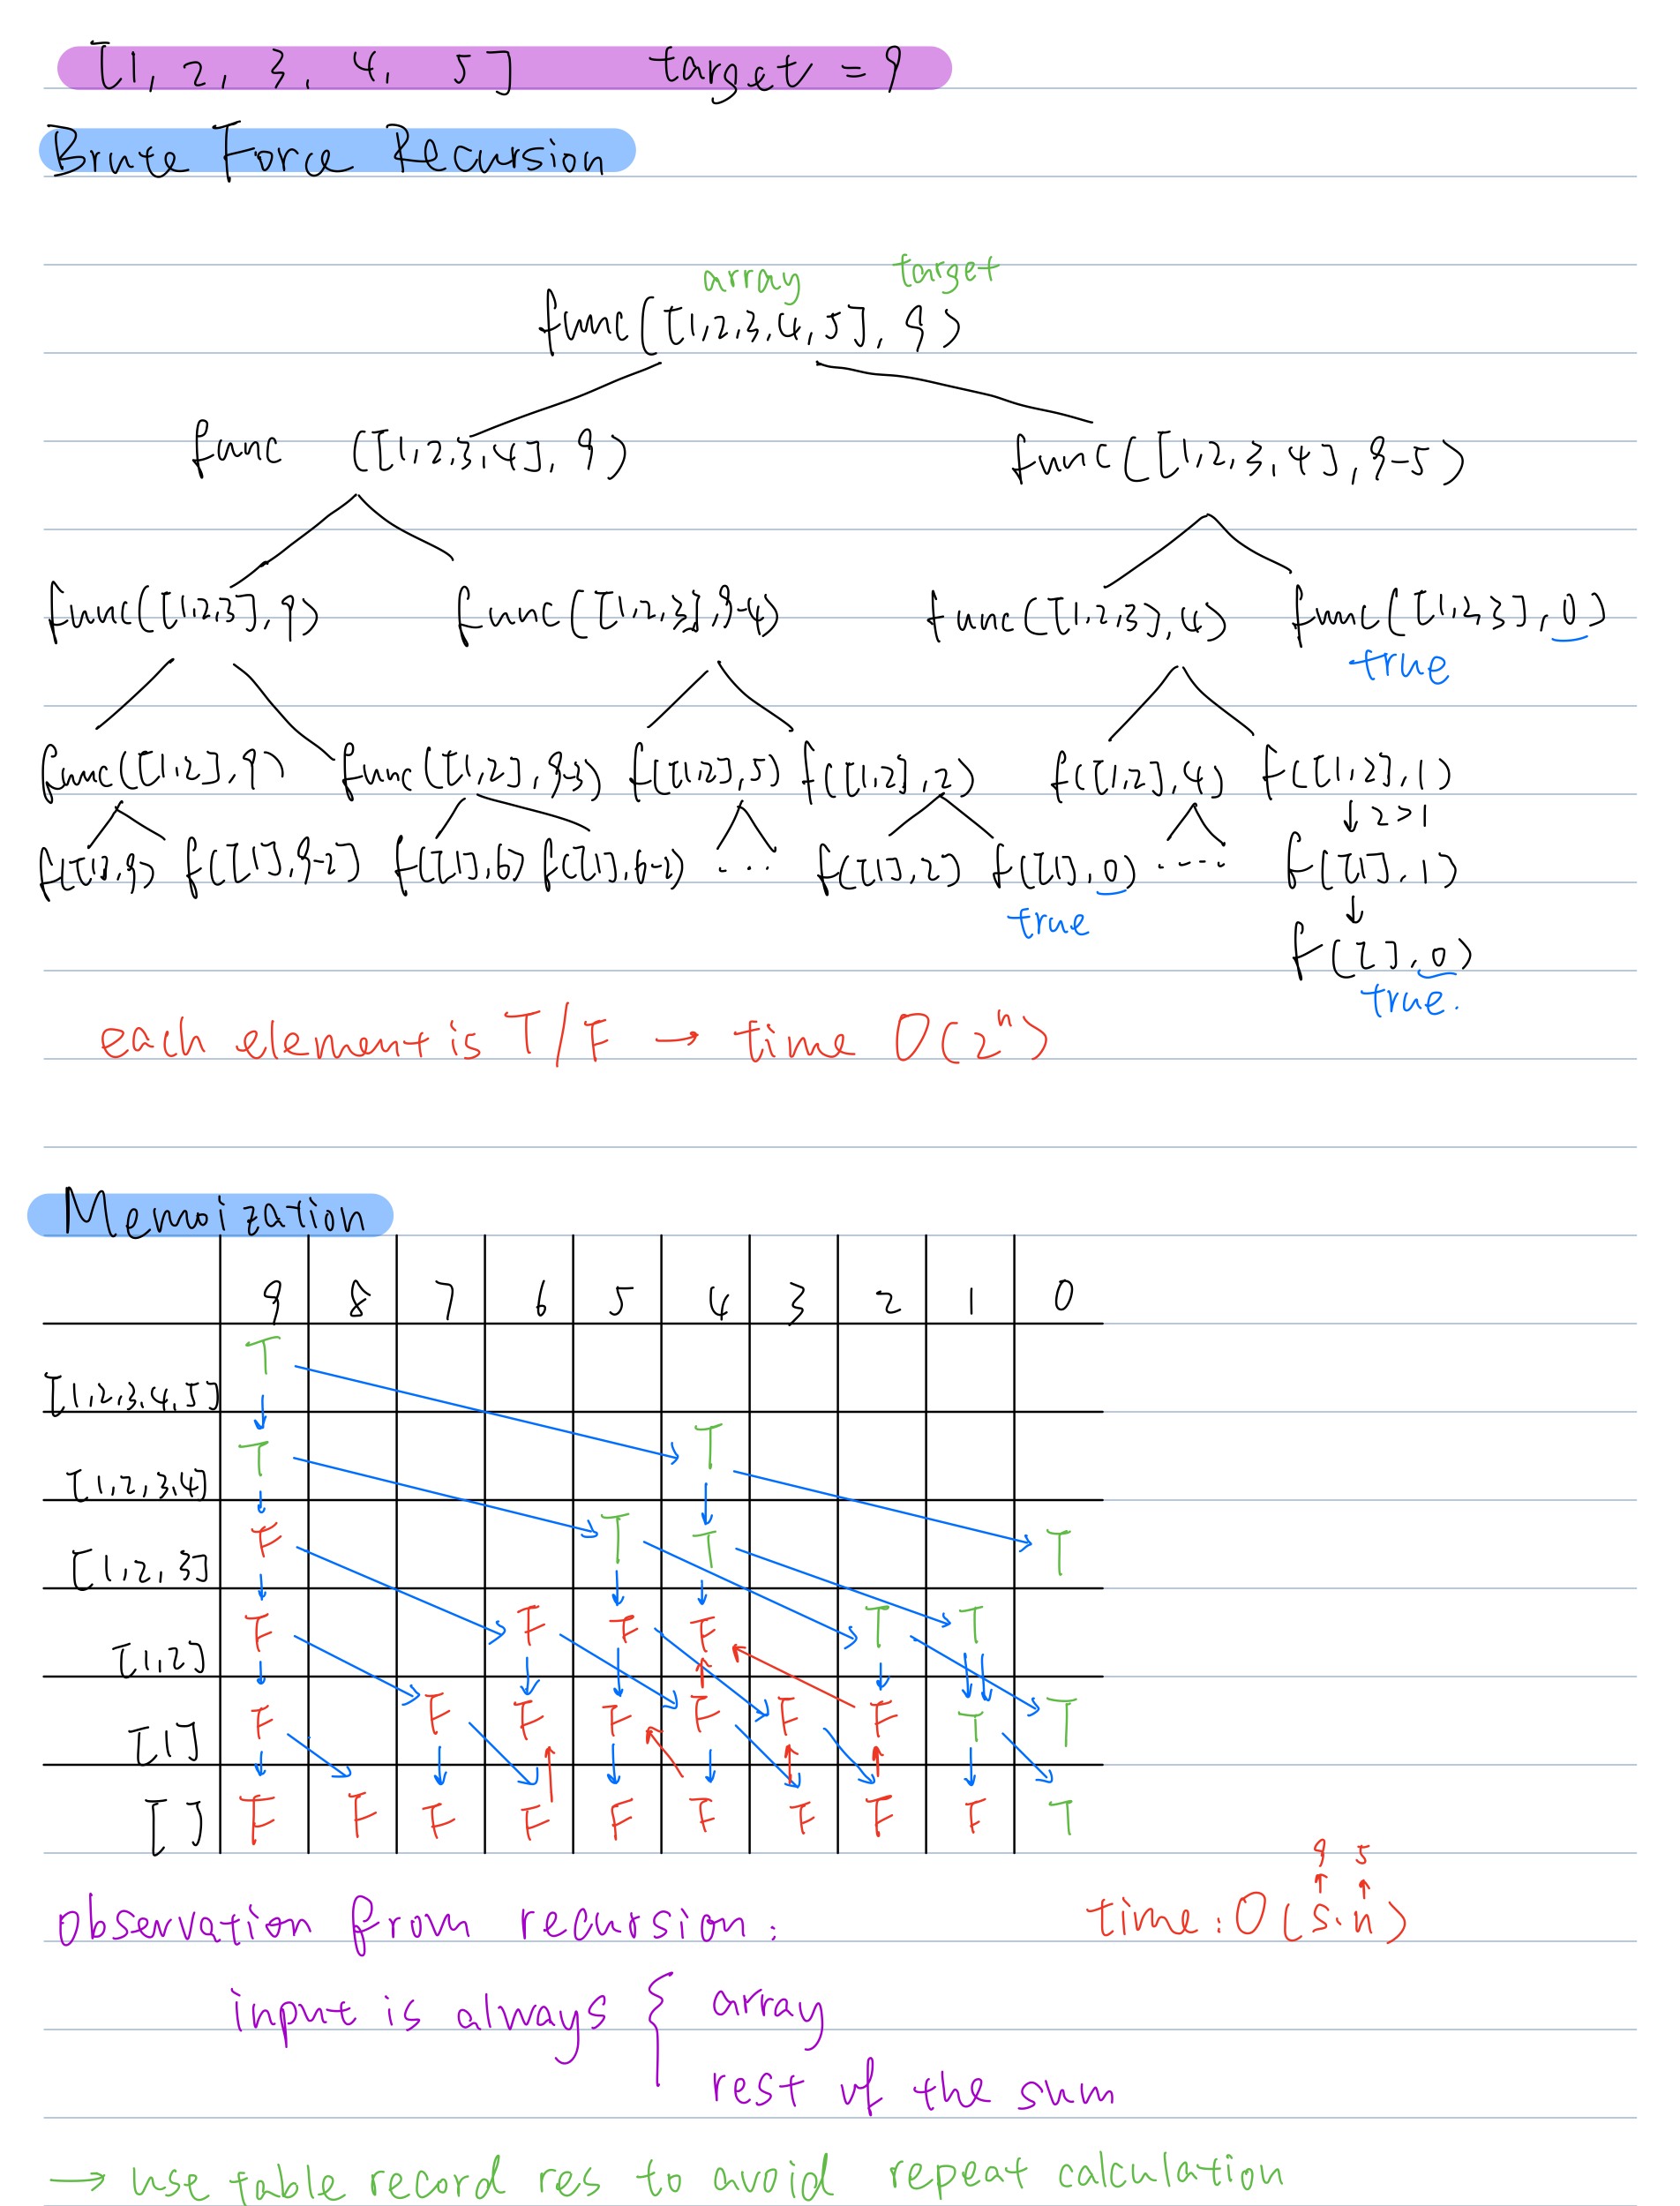 [1, 2, 3, 4, 5] target = 9
Brute Force Recursion
array target
func([1,2,3,4,5], 9)
func ([1,2,3,4], 9) func([1,2,3,4], 9-5)
func([1,2,3], 9) func([1,2,3], 9-4) func([1,2,3], 4) func([1,2,3], 0)
true
func([1,2], 9) func([1,2], 9-3) f([1,2], 5) f([1,2], 2) f([1,2], 4) f([1,2], 1)
↓ 2>1
f([1], 9) f([1], 9-2) f([1], 6) f([1], 6-2) ... f([1], 2) f([1], 0) .... f([1], 1)
true ↓
f([], 0)
true.
each element is T/F → time O(2ⁿ)
Memoization
9 8 7 6 5 4 3 2 1 0
[1,2,3,4,5] T
[1,2,3,4] T T
[1,2,3] F T T T
[1,2] F F F F T T
[1] F F F F F F F T T
[] F F F F F F F F F T
9 5
observation from recursion: time: O(S·n)
input is always { array
rest of the sum
→ use table record res to avoid repeat calculation